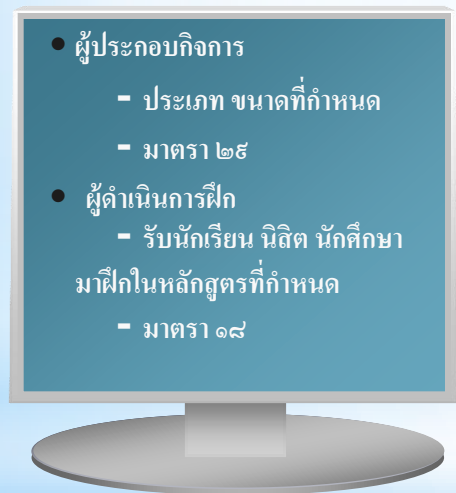 • ผู้ประกอบกิจการ
- ประเภท ขนาดที่กำหนด
- มาตรา ๒๙
• ผู้ดำเนินการฝึก
- รับนักเรียน นิสิต นักศึกษา
มาฝึกในหลักสูตรที่กำหนด
- มาตรา ๑๘